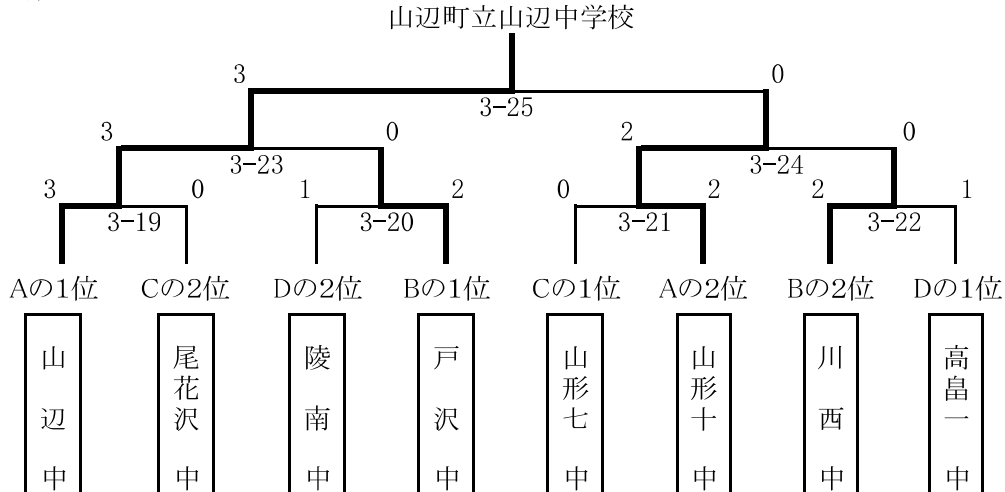 山辺町立山辺中学校
3 0
3-25
3 0 2 0
3-23 3-24
3 0 1 2 0 2 2 1
3-19 3-20 3-21 3-22
Aの1位 Cの2位 Dの2位 Bの1位 Cの1位 Aの2位 Bの2位 Dの1位
山辺中
尾花沢中
陵南中
戸沢中
山形七中
山形十中
川西中
高畠一中